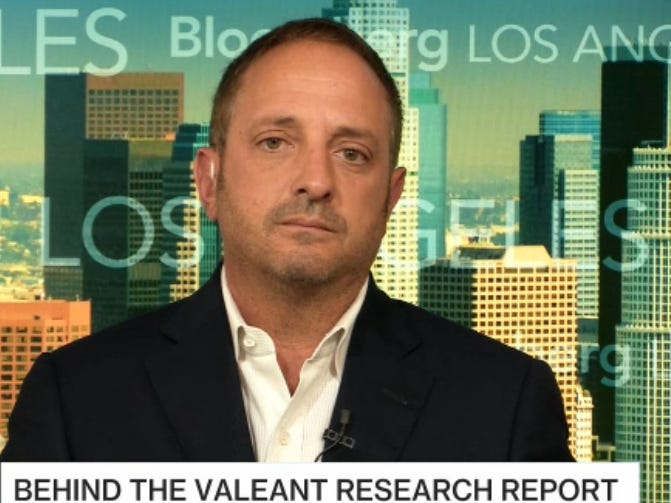 LES
Bloomberg LOS ANG
LOS ANGELES
BEHIND THE VALEANT RESEARCH REPORT